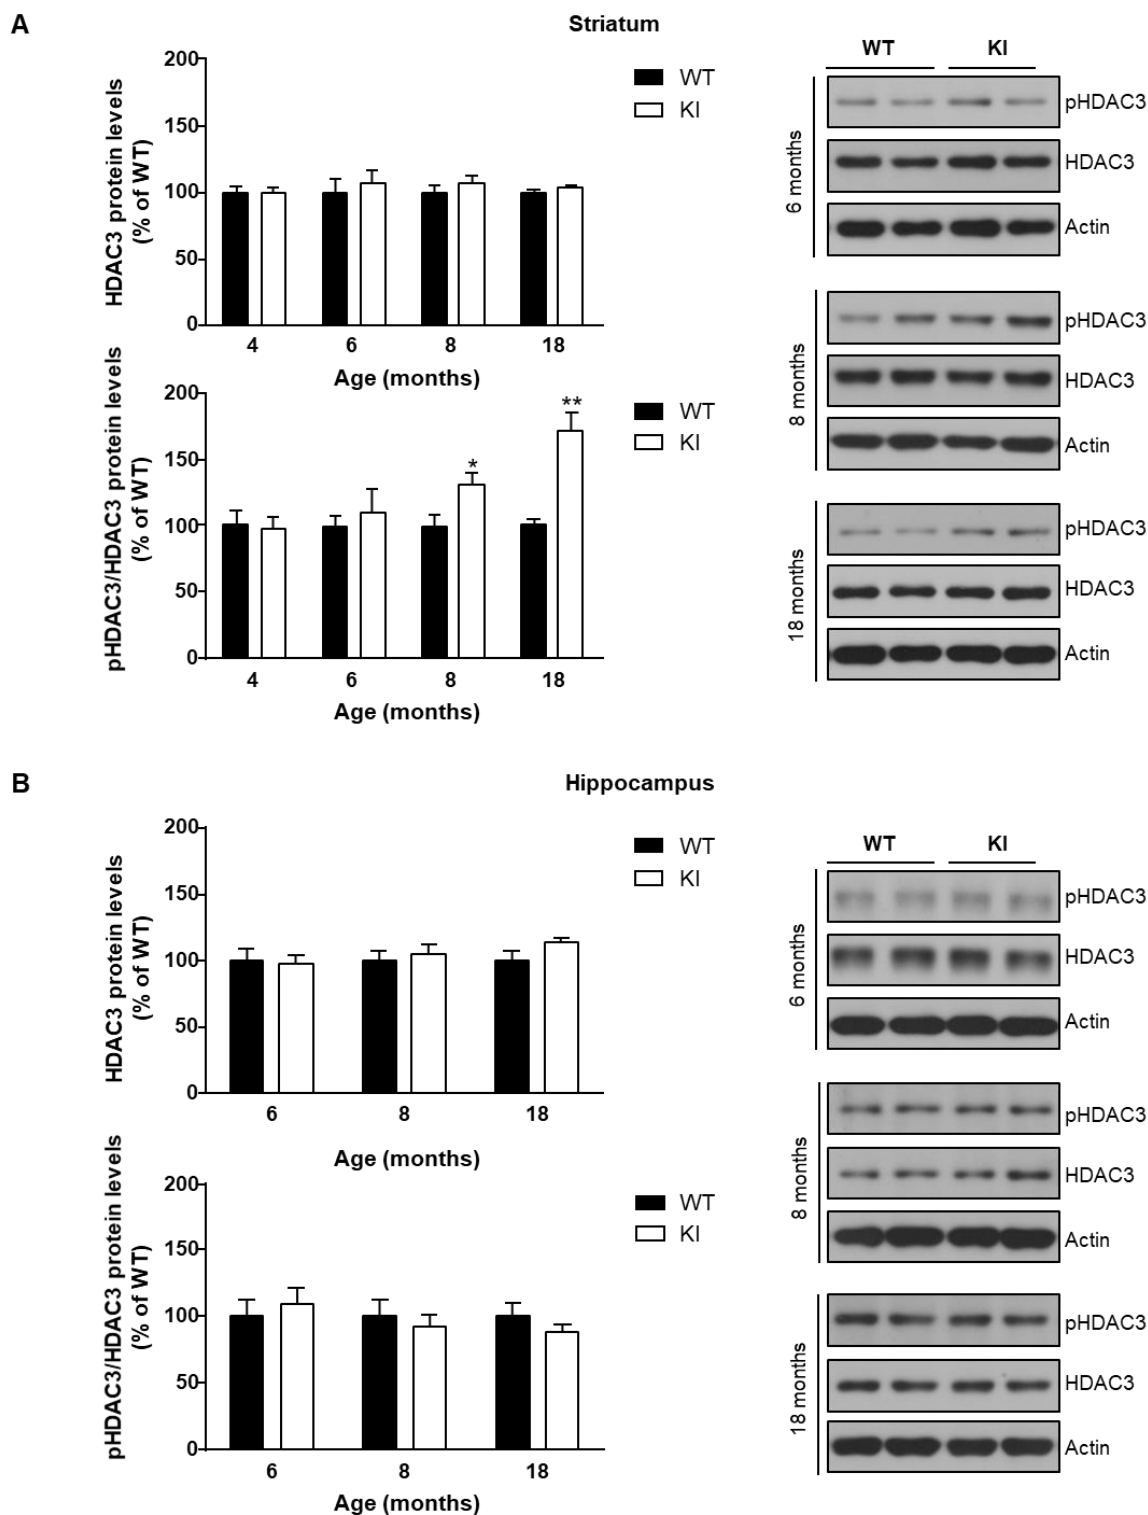 A
Striatum
HDAC3 protein levels
(% of WT)
200
150
100
50
0
4 6 8 18
Age (months)
WT
KI
pHDAC3/HDAC3 protein levels
(% of WT)
200
150
100
50
0
* **
4 6 8 18
Age (months)
WT
KI
WT KI
6 months
pHDAC3
HDAC3
Actin
8 months
pHDAC3
HDAC3
Actin
18 months
pHDAC3
HDAC3
Actin
B
Hippocampus
HDAC3 protein levels
(% of WT)
200
150
100
50
0
6 8 18
Age (months)
WT
KI
pHDAC3/HDAC3 protein levels
(% of WT)
200
150
100
50
0
6 8 18
Age (months)
WT
KI
WT KI
6 months
pHDAC3
HDAC3
Actin
8 months
pHDAC3
HDAC3
Actin
18 months
pHDAC3
HDAC3
Actin